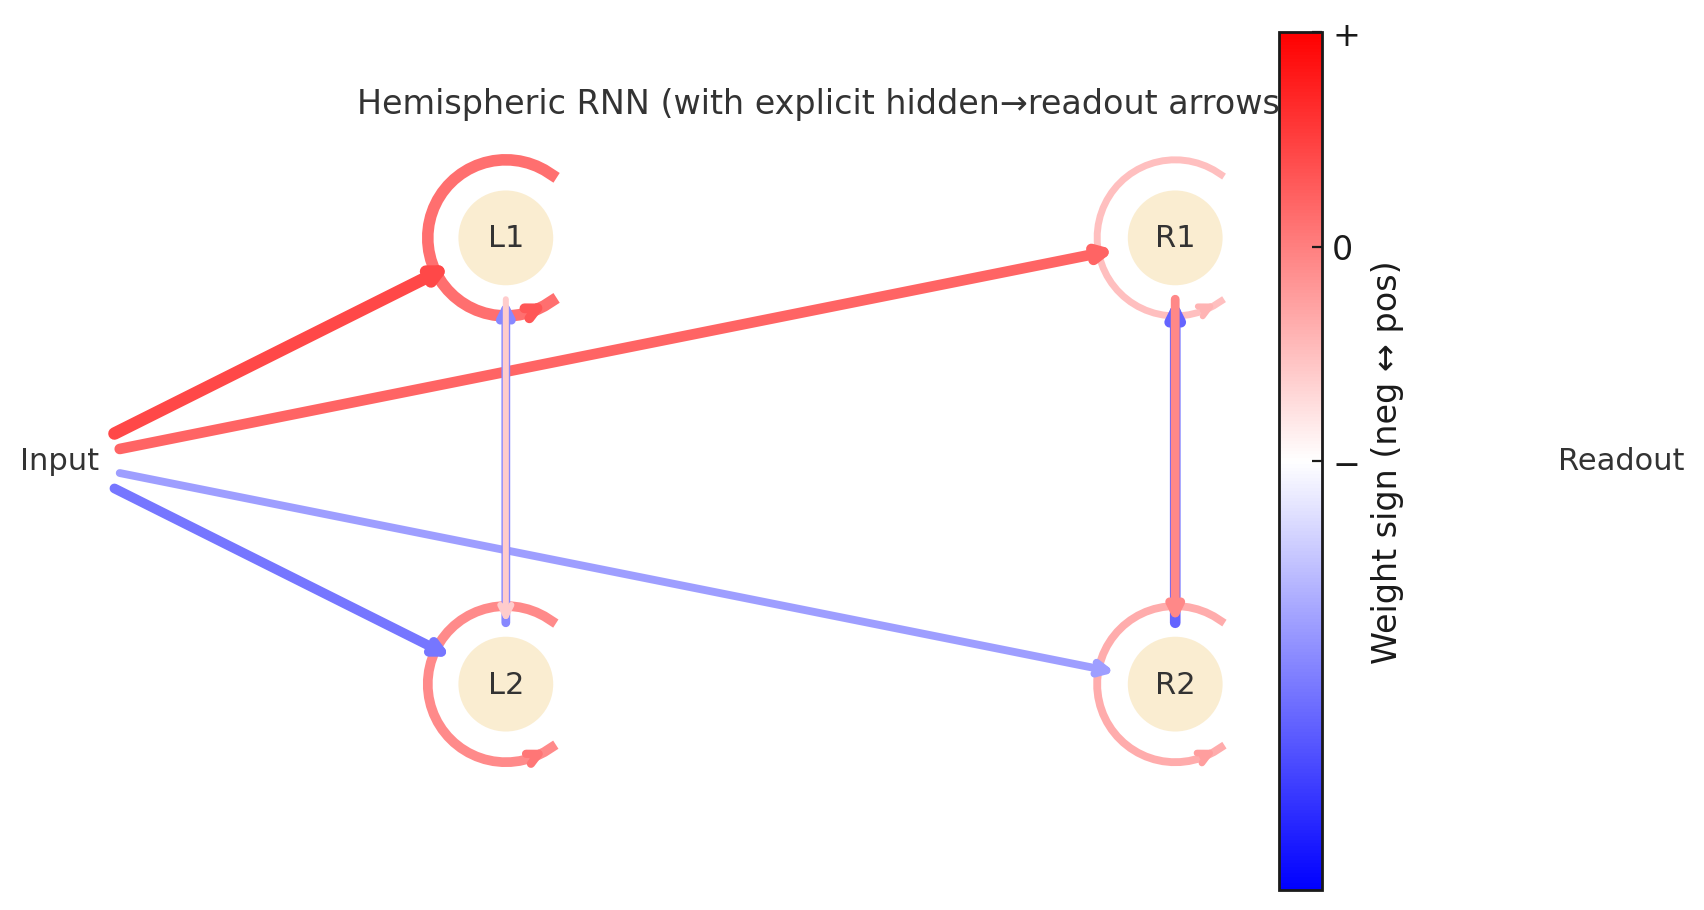 +
Hemispheric RNN (with explicit hidden→readout arrows
L1
R1
0
Input
−
Weight sign (neg ↔ pos)
Readout
L2
R2